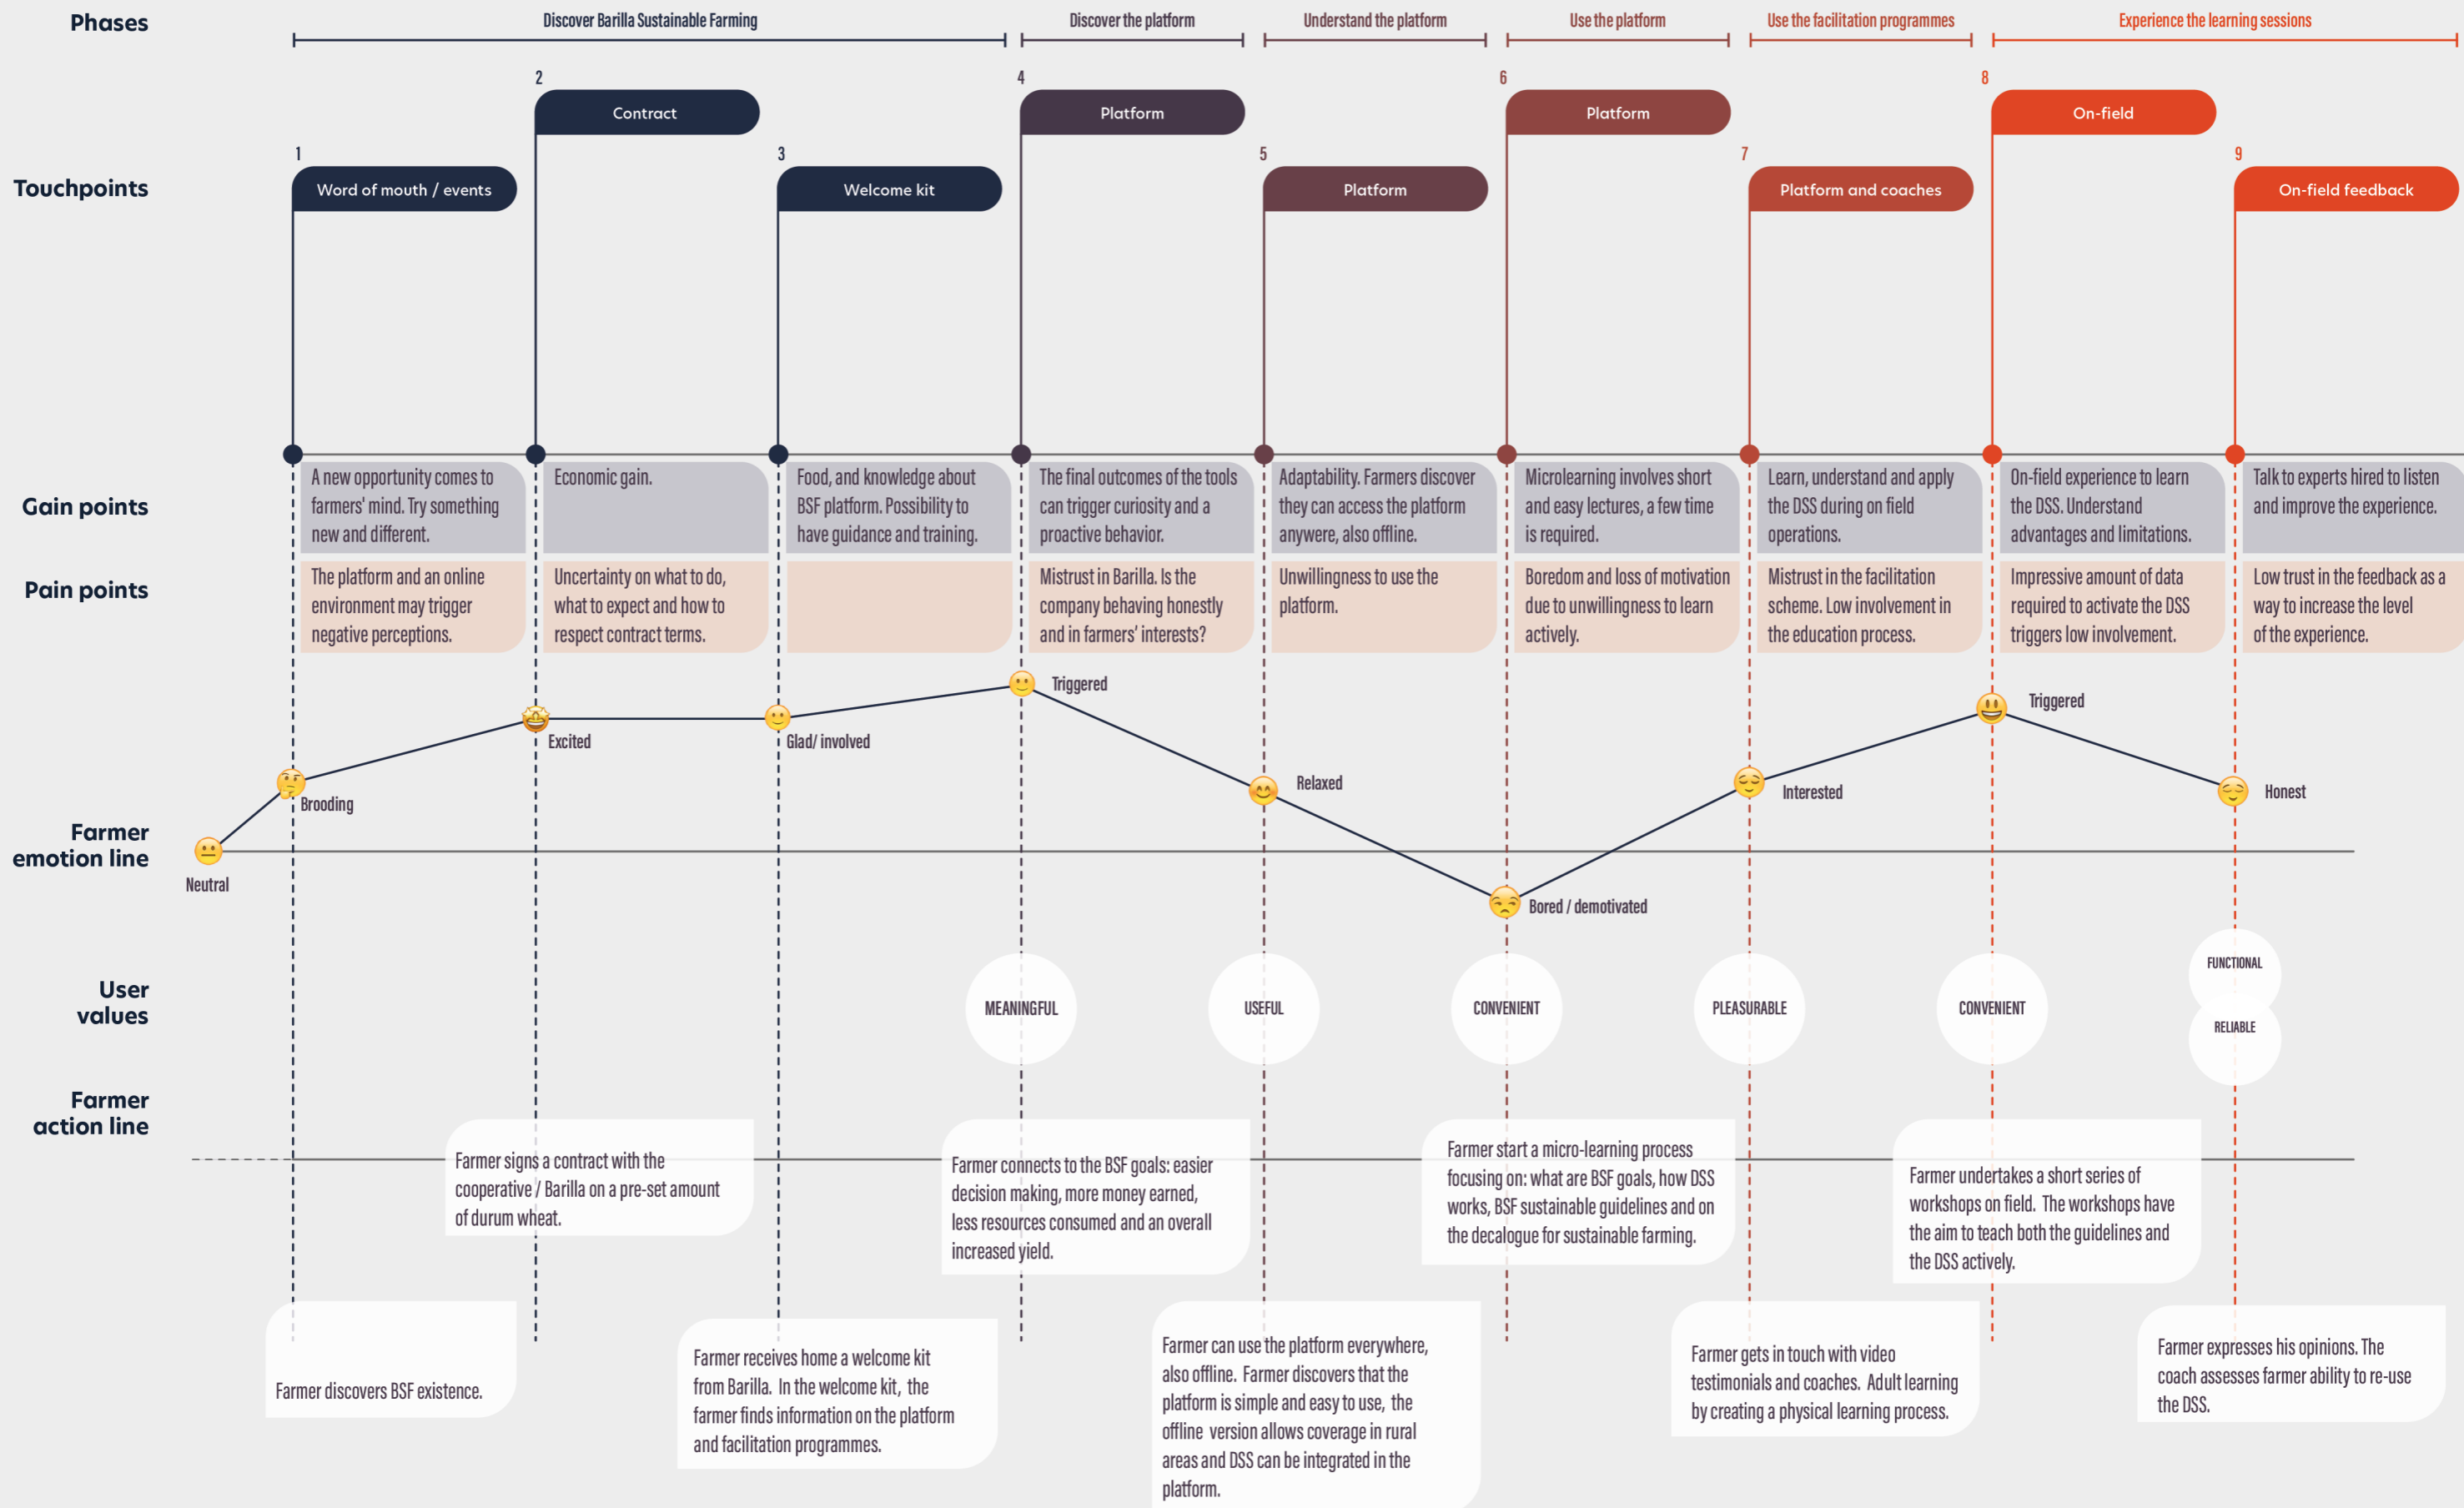 Phases
Discover Barilla Sustainable Farming
Discover the platform
Understand the platform
Use the platform
Use the facilitation programmes
Experience the learning sessions
2
4
6
8
Contract
Platform
Platform
On-field
1
3
5
7
9
Touchpoints
Word of mouth / events
Welcome kit
Platform
Platform and coaches
On-field feedback
Gain points
A new opportunity comes to
farmers' mind. Try something
new and different.
Economic gain.
Food, and knowledge about
BSF platform. Possibility to
have guidance and training.
The final outcomes of the tools
can trigger curiosity and a
proactive behavior.
Adaptability. Farmers discover
they can access the platform
anywere, also offline.
Microlearning involves short
and easy lectures, a few time
is required.
Learn, understand and apply
the DSS during on field
operations.
On-field experience to learn
the DSS. Understand
advantages and limitations.
Talk to experts hired to listen
and improve the experience.
Pain points
The platform and an online
environment may trigger
negative perceptions.
Uncertainty on what to do,
what to expect and how to
respect contract terms.
Mistrust in Barilla. Is the
company behaving honestly
and in farmers’ interests?
Unwillingness to use the
platform.
Boredom and loss of motivation
due to unwillingness to learn
actively.
Mistrust in the facilitation
scheme. Low involvement in
the education process.
Impressive amount of data
required to activate the DSS
triggers low involvement.
Low trust in the feedback as a
way to increase the level
of the experience.
Farmer
emotion line
Neutral
Brooding
Excited
Glad/ involved
Triggered
Relaxed
Bored / demotivated
Interested
Triggered
Honest
User
values
MEANINGFUL
USEFUL
CONVENIENT
PLEASURABLE
CONVENIENT
FUNCTIONAL
RELIABLE
Farmer
action line
Farmer discovers BSF existence.
Farmer signs a contract with the
cooperative / Barilla on a pre-set amount
of durum wheat.
Farmer receives home a welcome kit
from Barilla. In the welcome kit, the
farmer finds information on the platform
and facilitation programmes.
Farmer connects to the BSF goals: easier
decision making, more money earned,
less resources consumed and an overall
increased yield.
Farmer can use the platform everywhere,
also offline. Farmer discovers that the
platform is simple and easy to use, the
offline version allows coverage in rural
areas and DSS can be integrated in the
platform.
Farmer start a micro-learning process
focusing on: what are BSF goals, how DSS
works, BSF sustainable guidelines and on
the decalogue for sustainable farming.
Farmer gets in touch with video
testimonials and coaches. Adult learning
by creating a physical learning process.
Farmer undertakes a short series of
workshops on field. The workshops have
the aim to teach both the guidelines and
the DSS actively.
Farmer expresses his opinions. The
coach assesses farmer ability to re-use
the DSS.